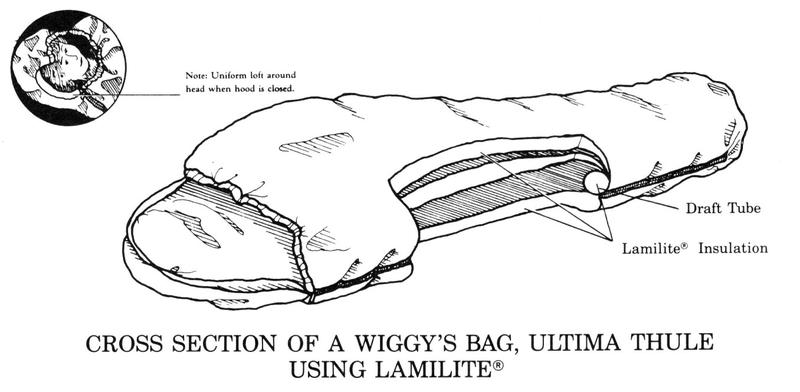 Note: Uniform loft around
head when hood is closed.
Draft Tube
Lamilite® Insulation
CROSS SECTION OF A WIGGY'S BAG, ULTIMA THULE
USING LAMILITE®